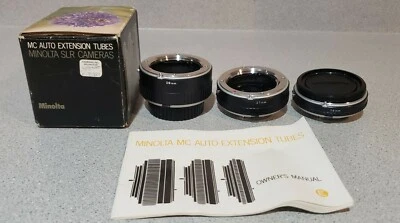 MC AUTO EXTENSION TUBES
MINOLTA SLR CAMERAS
Minolta
MINOLTA MC AUTO EXTENSION TUBES
OWNER'S MANUAL